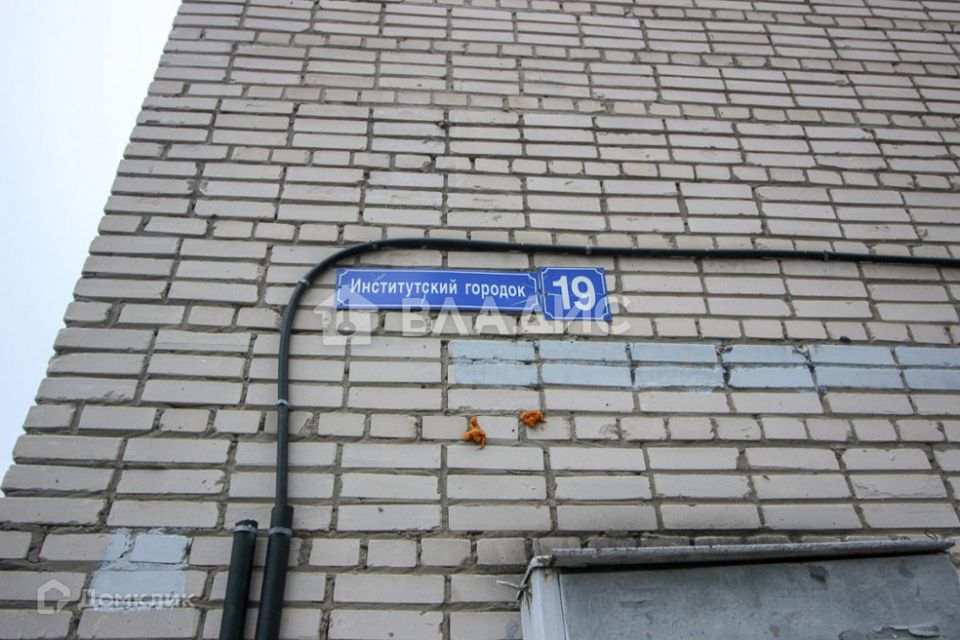 Институтский городок 19
ВЛАДИС
Домклик